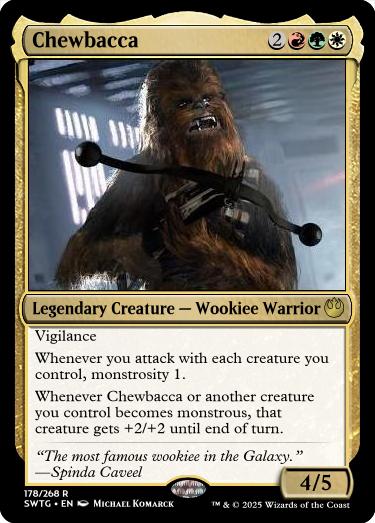 Chewbacca 2
Legendary Creature — Wookiee Warrior
Vigilance
Whenever you attack with each creature you
control, monstrosity 1.
Whenever Chewbacca or another creature
you control becomes monstrous, that
creature gets +2/+2 until end of turn.
“The most famous wookiee in the Galaxy.”
—Spinda Caveel
4/5
178/268 R
SWTG • EN Michael Komarck
™ & © 2025 Wizards of the Coast